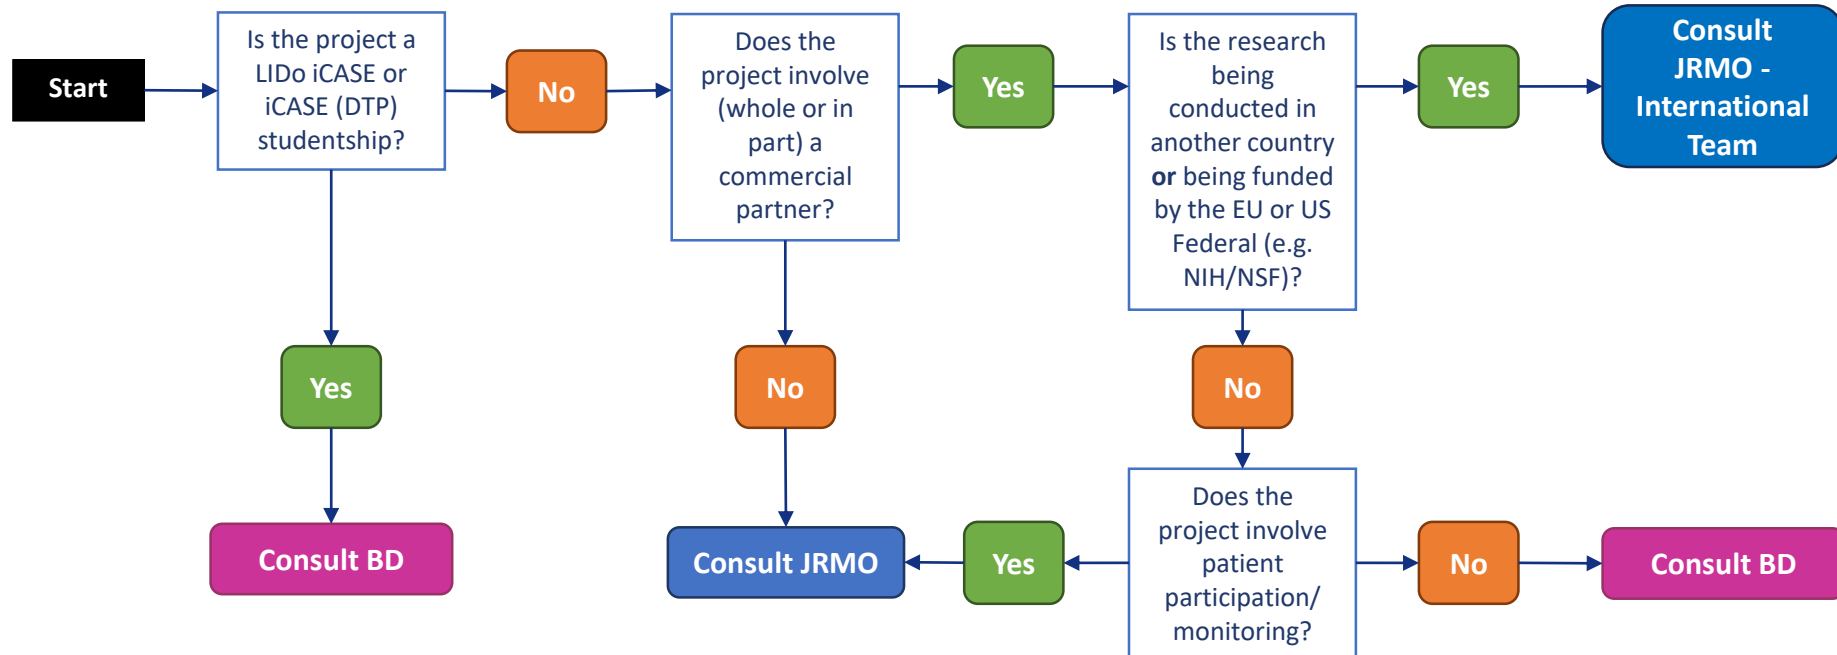 Start
Is the project a
LIDo iCASE or
iCASE (DTP)
studentship?
No
Does the
project involve
(whole or in
part) a
commercial
partner?
Yes
Is the research
being
conducted in
another country
or being funded
by the EU or US
Federal (e.g.
NIH/NSF)?
Yes
Consult
JRMO -
International
Team
Yes
No
No
Consult BD
Consult JRMO
Yes
Does the
project involve
patient
participation/
monitoring?
No
Consult BD